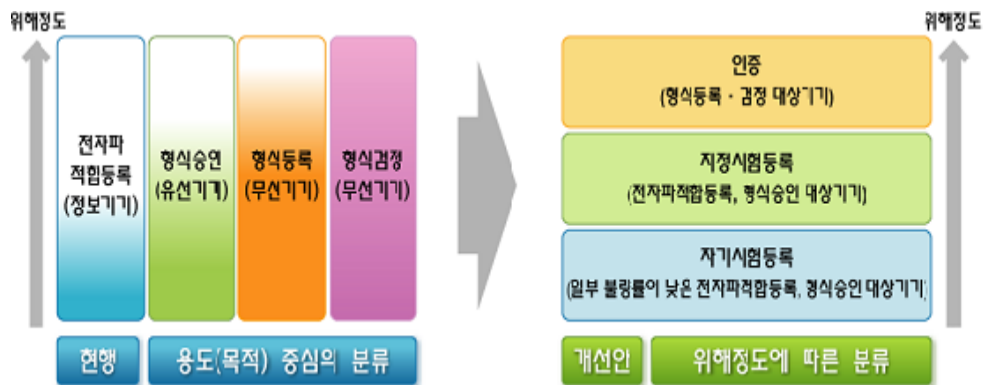 위해정도
전자파
적합등록
(정보기기)
형식승인
(유선기기)
형식등록
(무선기기)
형식검정
(무선기기)
현행
용도(목적) 중심의 분류
위해정도
인증
(형식등록·검정 대상기기)
지정시험등록
(전자파적합등록, 형식승인 대상기기)
자기시험등록
(일부 불링률이 낮은 전자파적합등록, 형식승인 대상기기)
개선안
위해정도에 따른 분류